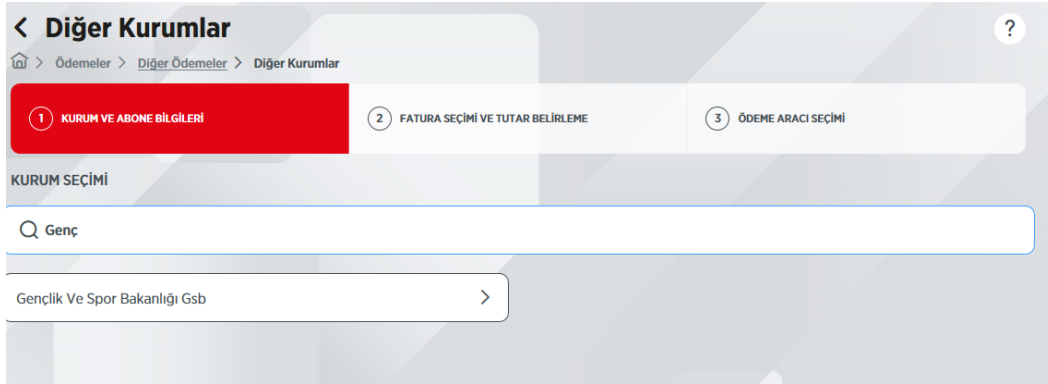 Diğer Kurumlar
?
Ödemeler > Diğer Ödemeler > Diğer Kurumlar
1 KURUM VE ABONE BİLGİLERİ
2 FATURA SEÇİMİ VE TUTAR BELİRLEME
3 ÖDEME ARACI SEÇİMİ
KURUM SEÇİMİ
Genç
Gençlik Ve Spor Bakanlığı Gsb